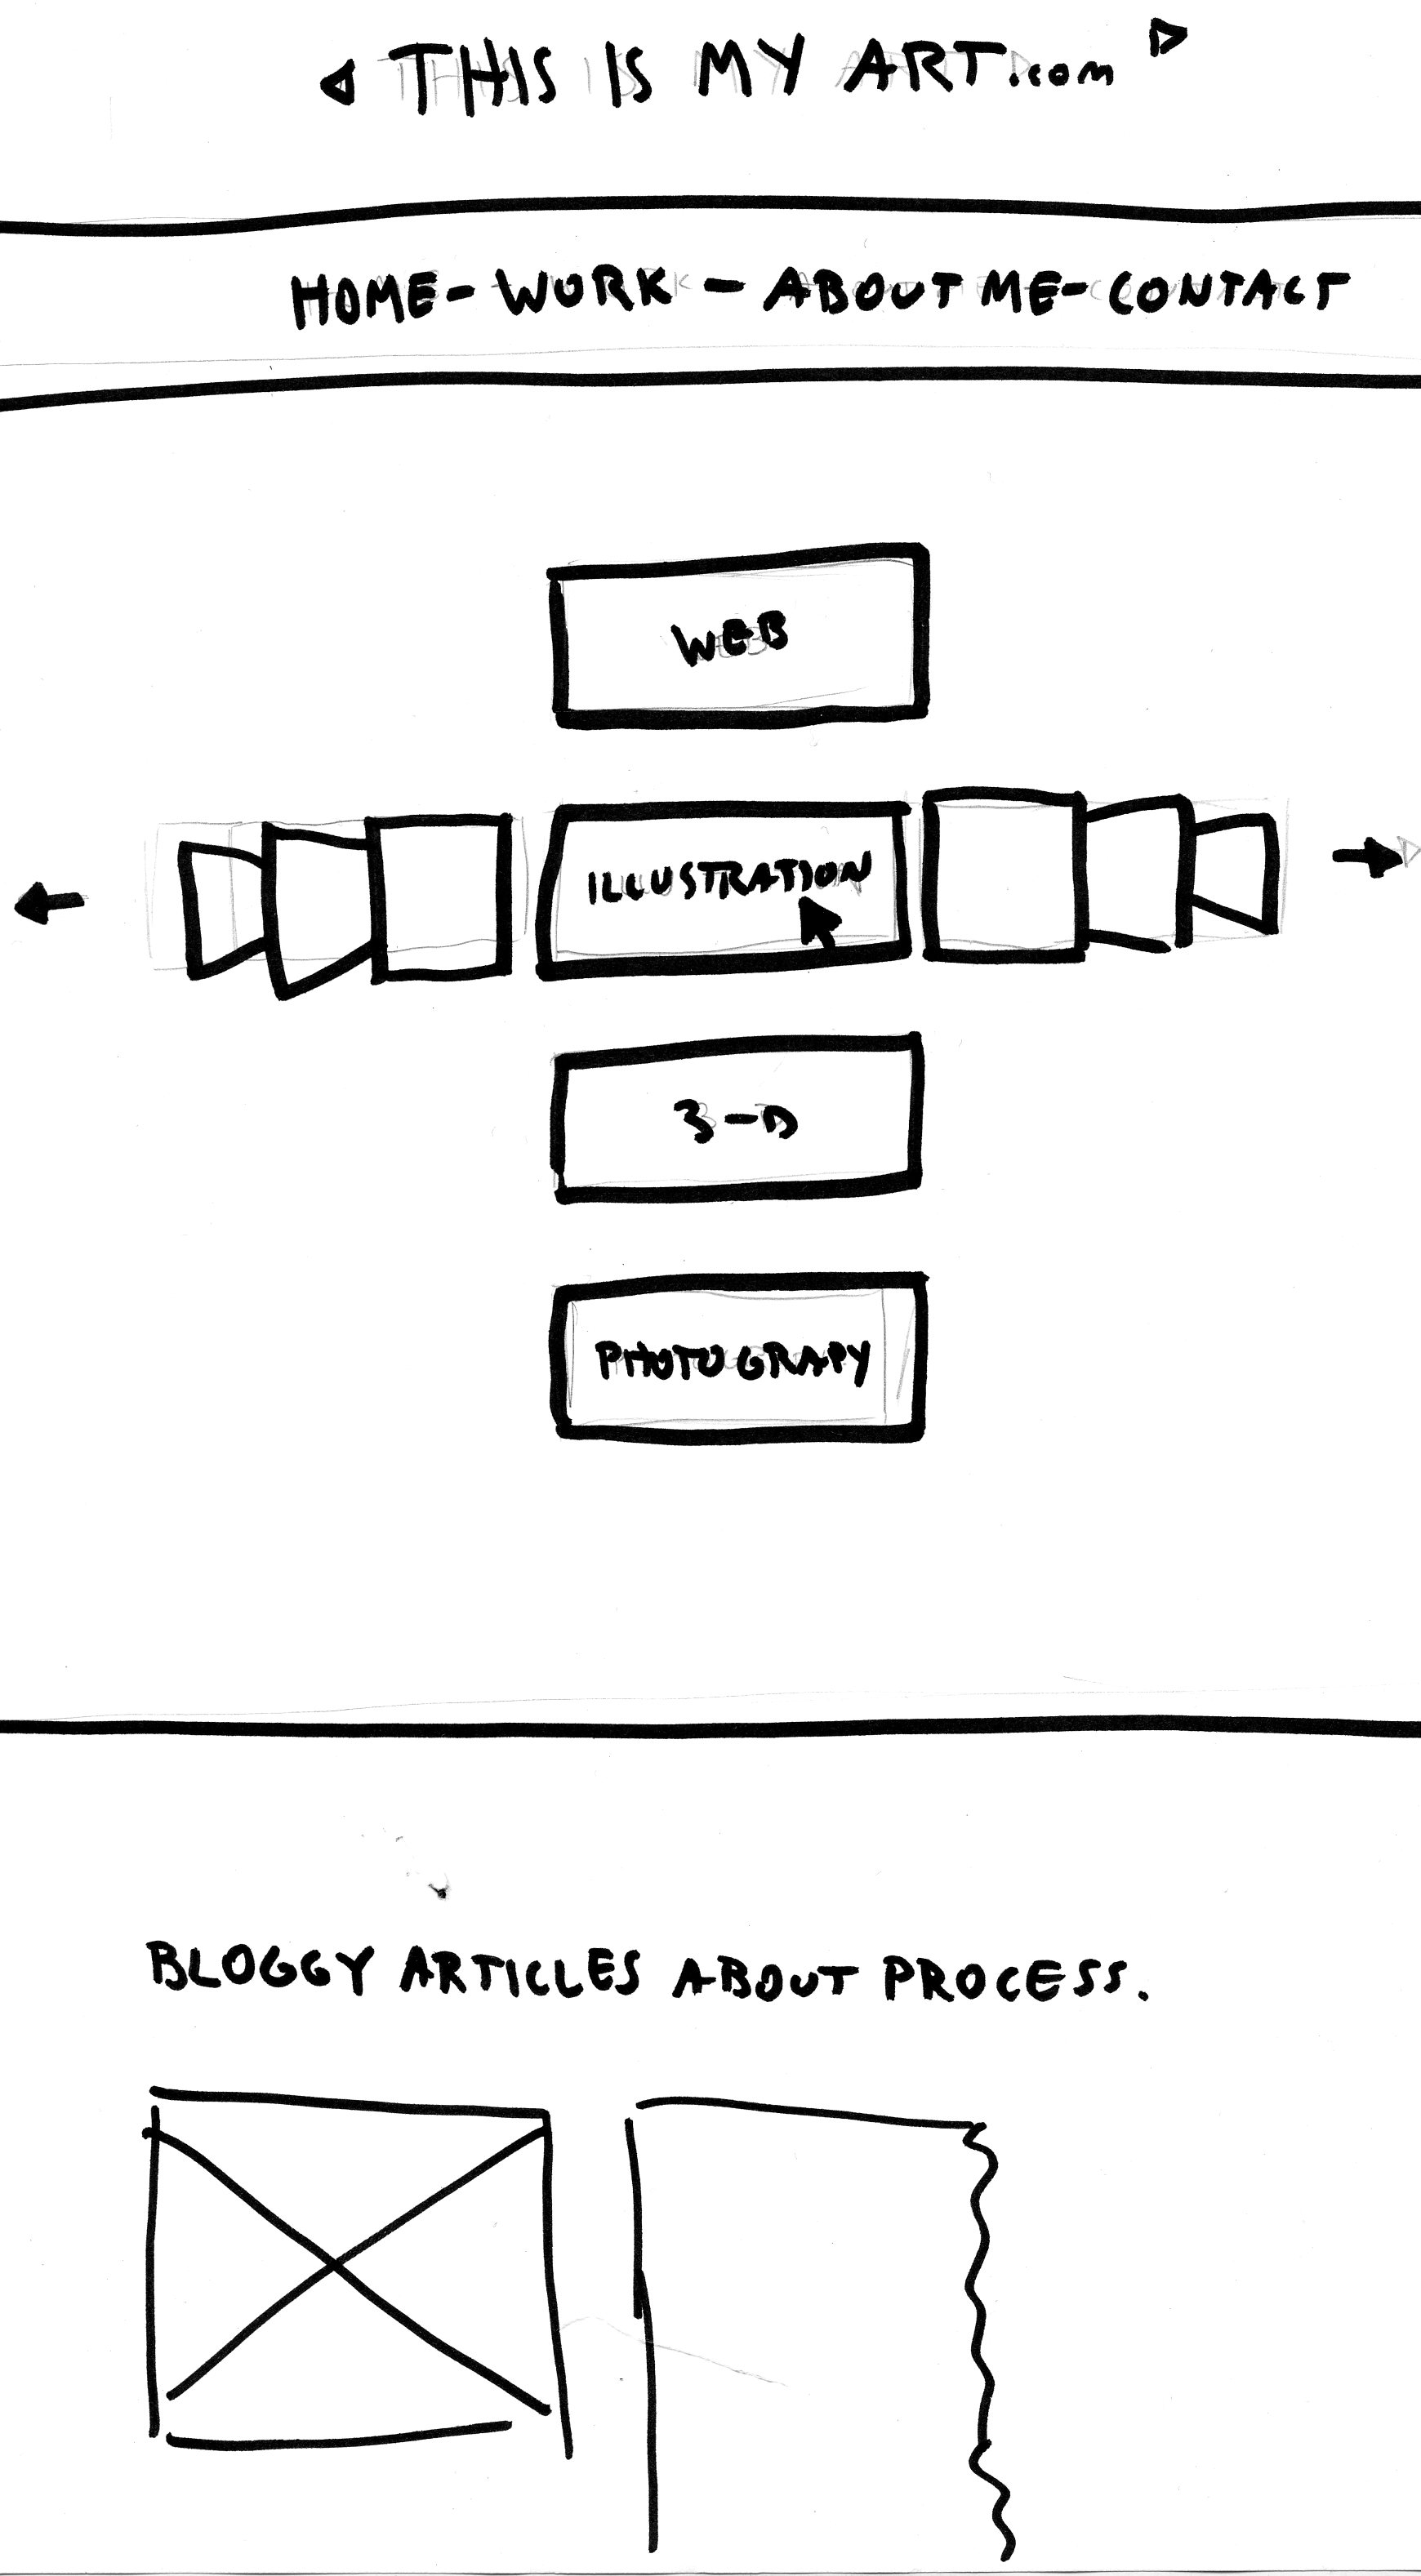 THIS IS MY ART.com
HOME - WORK - ABOUT ME - CONTACT
WEB
ILLUSTRATION
3-D
PHOTOGRAPY
BLOGGY ARTICLES ABOUT PROCESS.